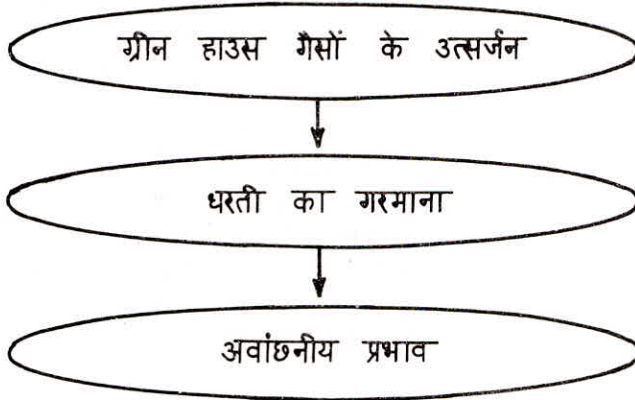 ग्रीन हाउस गैसों के उत्सर्जन
धरती का गरमाना
अवांछनीय प्रभाव